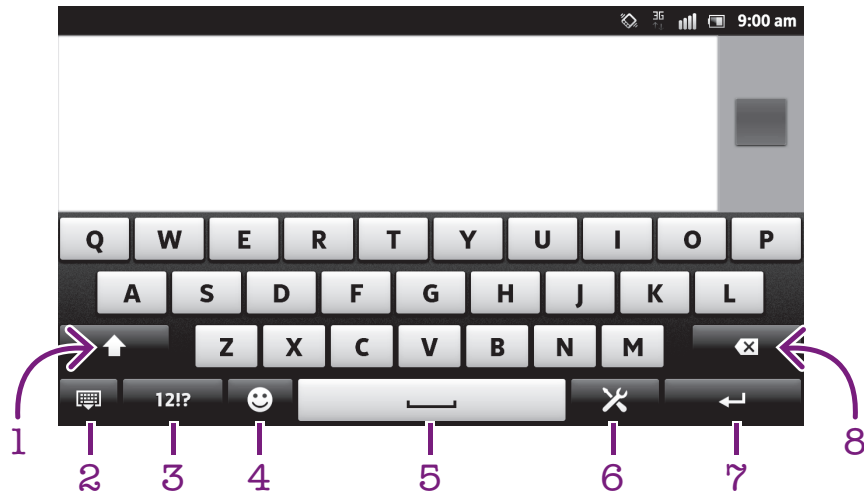 3G 9:00 am
Q W E R T Y U I O P
A S D F G H J K L
Z X C V B N M
12!?
1 2 3 4 5 6 7 8